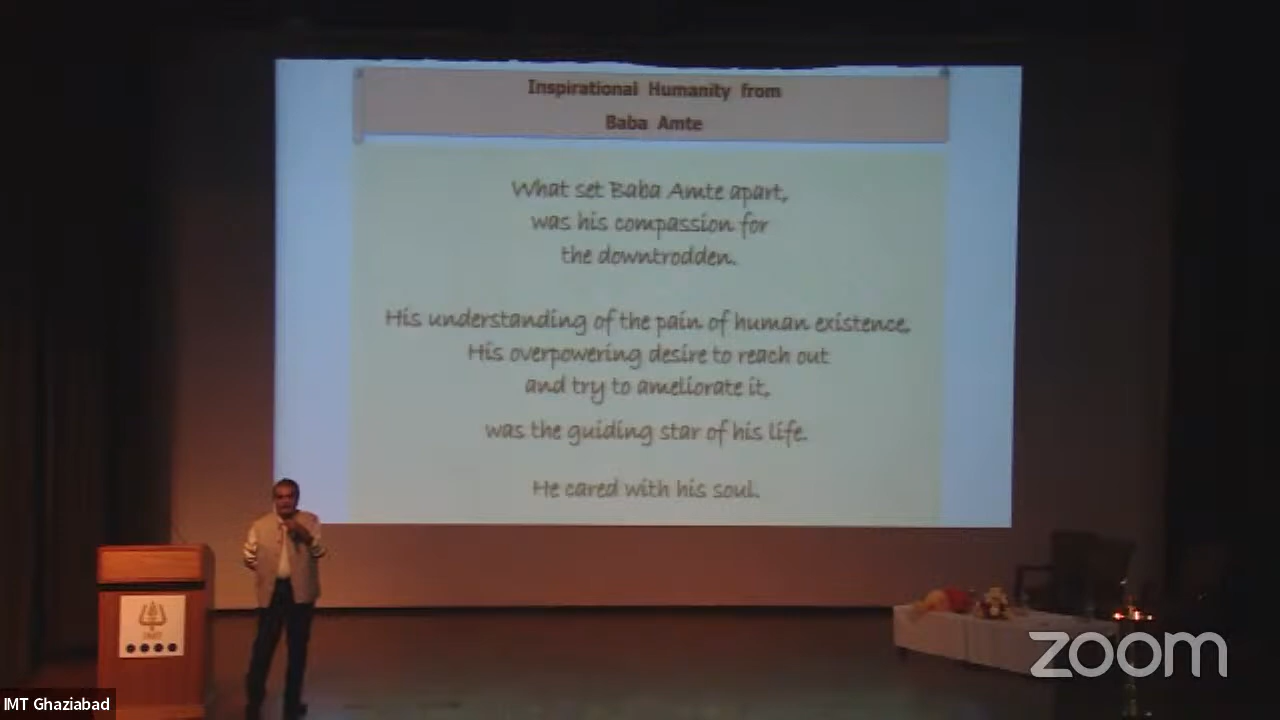 Inspirational Humanity from
Baba Amte
What set Baba Amte apart,
was his compassion for
the downtrodden.
His understanding of the pain of human existence,
His overpowering desire to reach out
and try to ameliorate it,
was the guiding star of his life.
He cared with his soul.
IMT
zoom
IMT Ghaziabad